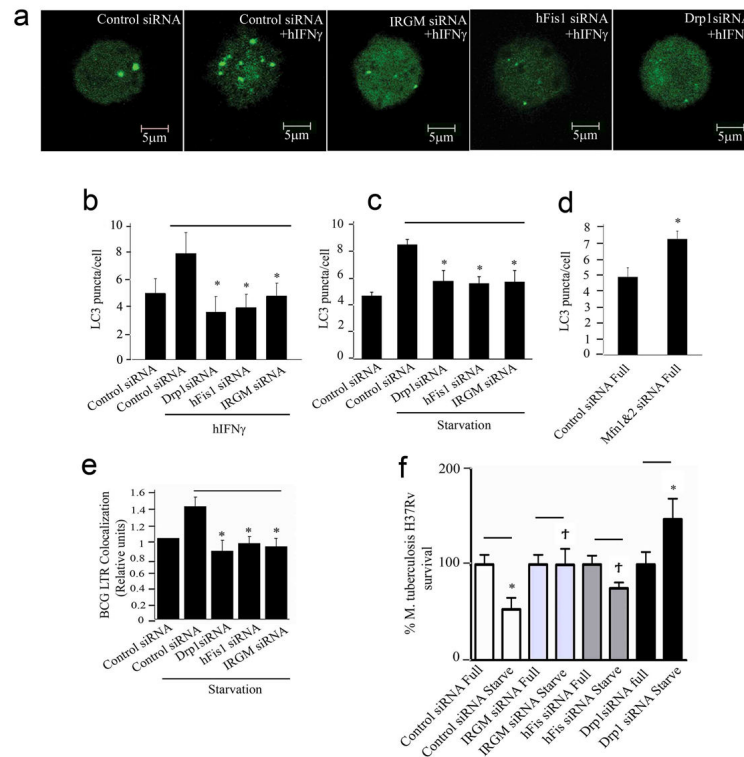 a
Control siRNA
Control siRNA
+hIFNγ
IRGM siRNA
+hIFNγ
hFis1 siRNA
+hIFNγ
Drp1siRNA
+hIFN
5µm
5µm
5µm
5µm
5µm
b
LC3 puncta/cell
10
8
6
4
2
0
Control siRNA
Control siRNA
Drp1siRNA
hFis1 siRNA
IRGM siRNA
* * *
hIFNγ
c
LC3 puncta/cell
10
8
6
4
2
0
Control siRNA
Control siRNA
Drp1siRNA
hFis1 siRNA
IRGM siRNA
* * *
Starvation
d
LC3 puncta/cell
8
7
6
5
4
3
2
1
0
*
Control siRNA Full
Mfn1&2 siRNA Full
e
BCG LTR Colocalization
(Relative units)
1.6
1.4
1.2
1
0.8
0.6
0.4
0.2
0
* * *
Control siRNA
Control siRNA
Drp1siRNA
hFis1 siRNA
IRGM siRNA
Starvation
f
% M. tuberculosis H37Rv
survival
200
100
0
* † † *
Control siRNA Full
Control siRNA Starve
IRGM siRNA Full
IRGM siRNA Starve
hFis siRNA Full
hFis siRNA Starve
Drp1siRNA full
Drp1 siRNA Starve